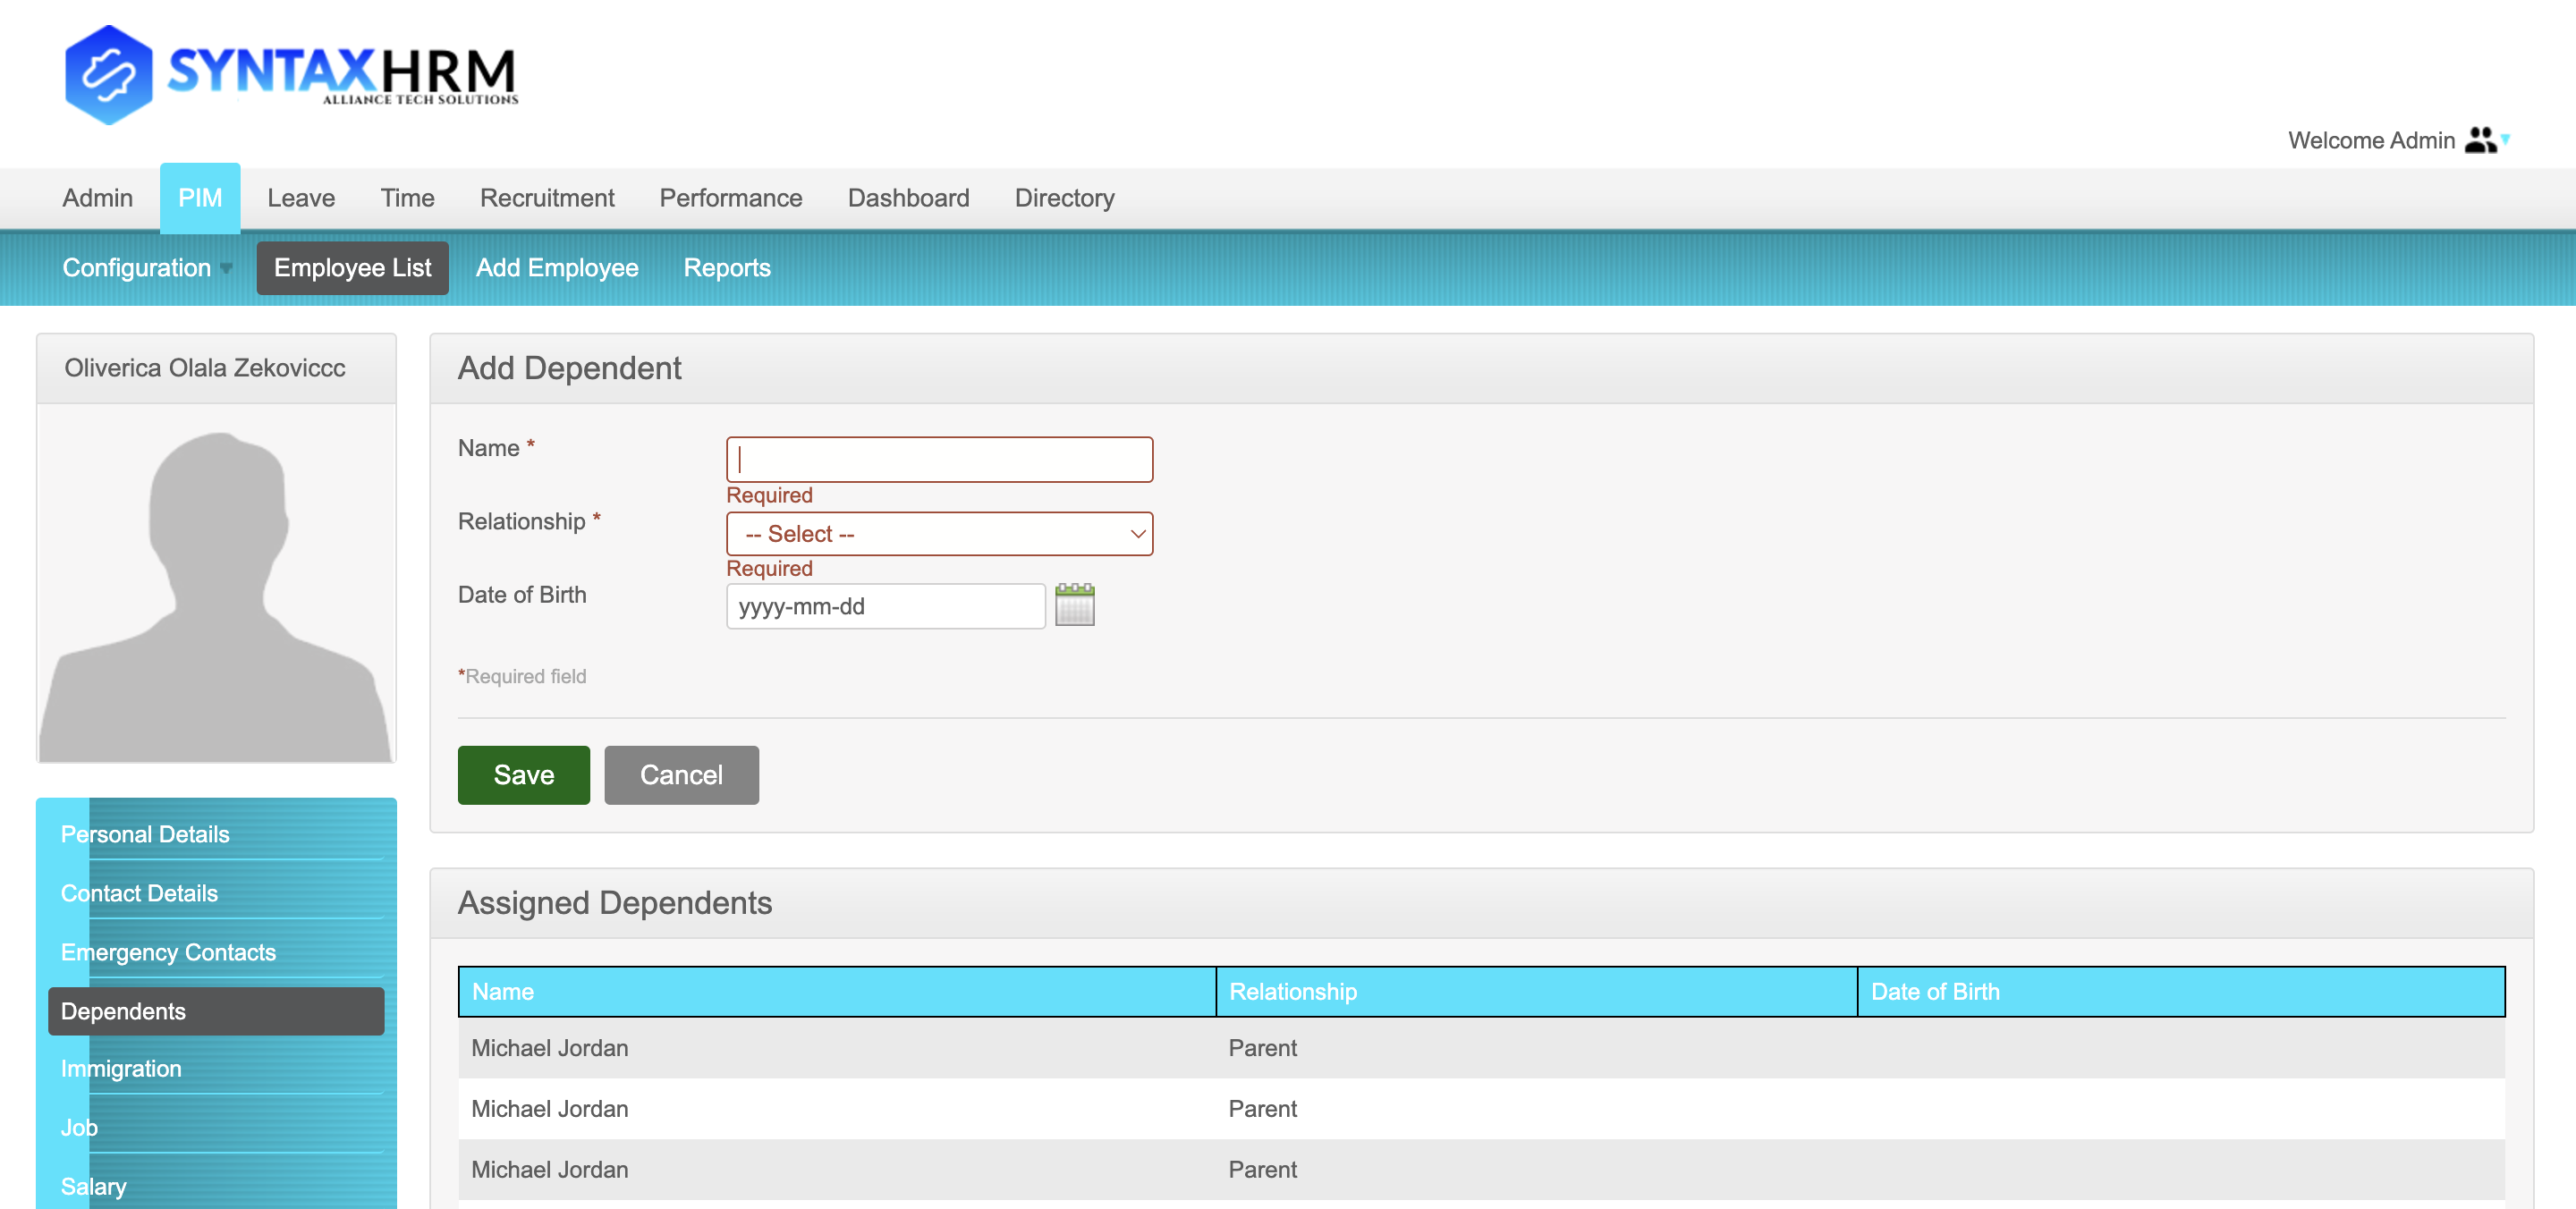 SYNTAXHRM
ALLIANCE TECH SOLUTIONS
Welcome Admin
Admin PIM Leave Time Recruitment Performance Dashboard Directory
Configuration Employee List Add Employee Reports
Oliverica Olala Zekoviccc
Add Dependent
Name *
Required
Relationship *
-- Select --
Required
Date of Birth
yyyy-mm-dd
*Required field
Save Cancel
Personal Details
Contact Details
Emergency Contacts
Dependents
Immigration
Job
Salary
Assigned Dependents
Name Relationship Date of Birth
Michael Jordan Parent
Michael Jordan Parent
Michael Jordan Parent